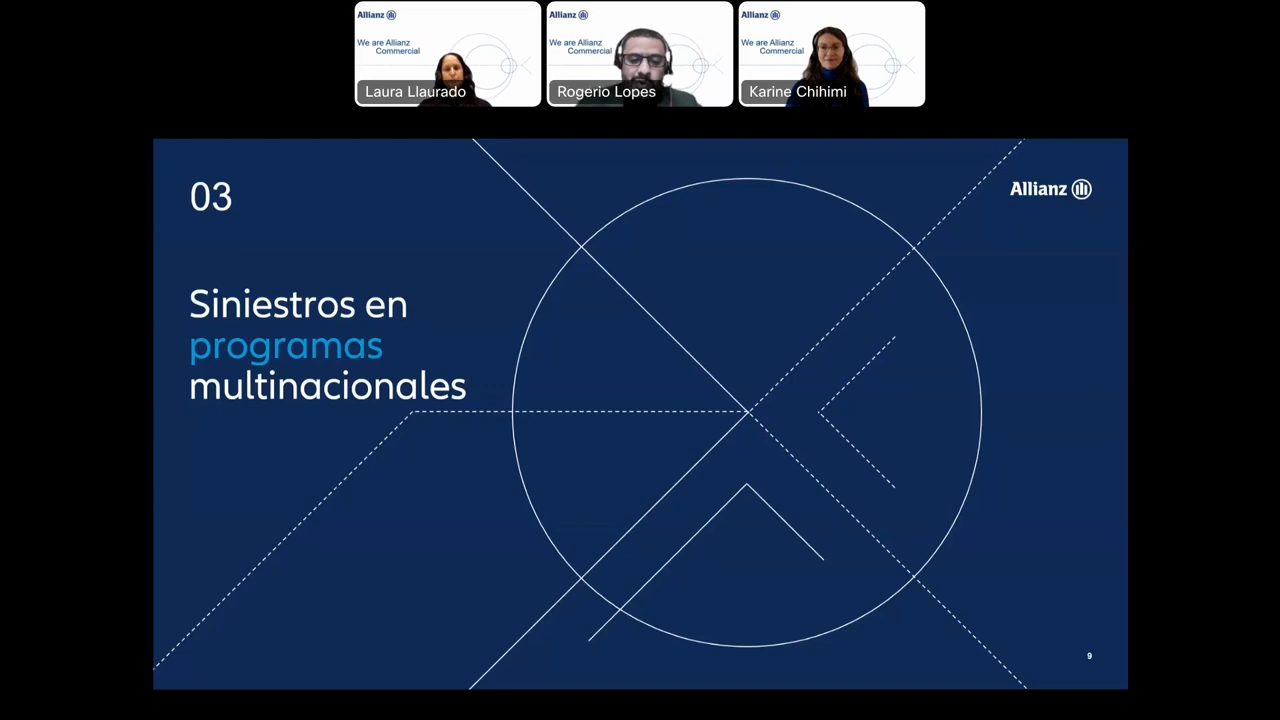 Allianz
We are Allianz
Commercial
Laura Llaurado
Allianz
We are Allianz
Commercial
Rogerio Lopes
Allianz
We are Allianz
Commercial
Karine Chihimi
03
Allianz
Siniestros en
programas
multinacionales
9